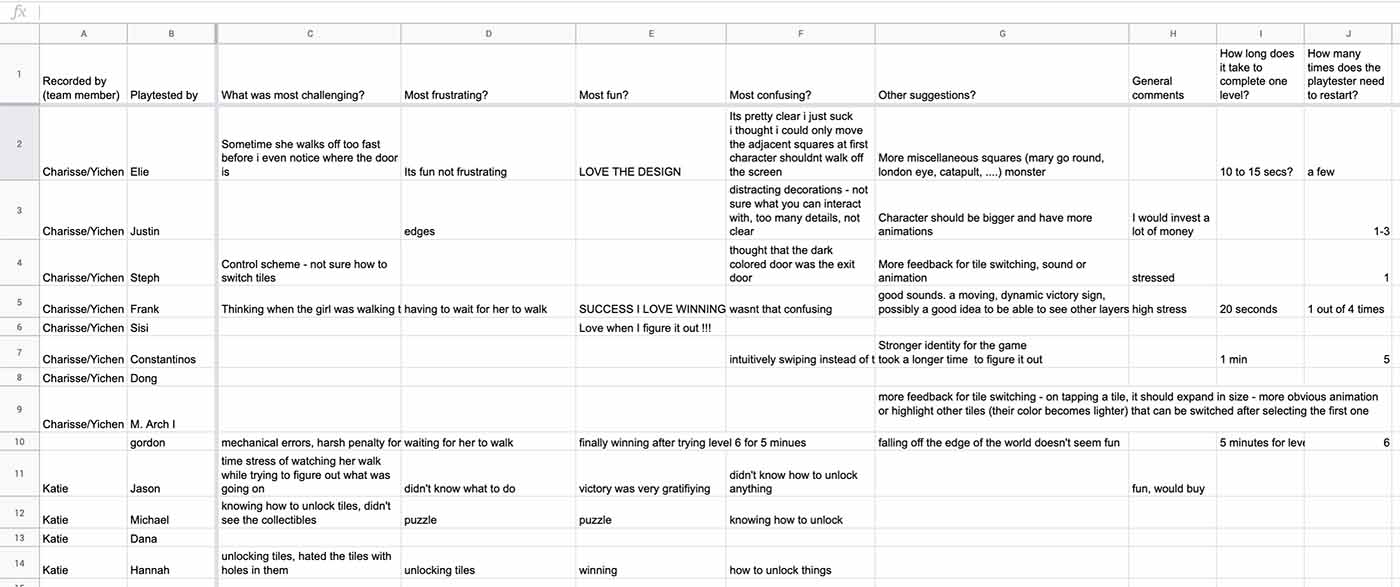 fx
A B C D E F G H I J
1
Recorded by
(team member)
Playtested by
What was most challenging?
Most frustrating?
Most fun?
Most confusing?
Other suggestions?
General
comments
How long does
it take to
complete one
level?
How many
times does the
playtester need
to restart?
2
Charisse/Yichen
Elie
Sometime she walks off too fast
before i even notice where the door
is
Its fun not frustrating
LOVE THE DESIGN
Its pretty clear i just suck
i thought i could only move
the adjacent squares at first
character shouldnt walk off
the screen
More miscellaneous squares (mary go round,
london eye, catapult, ....) monster
10 to 15 secs?
a few
3
Charisse/Yichen
Justin
edges
distracting decorations - not
sure what you can interact
with, too many details, not
clear
Character should be bigger and have more
animations
I would invest a
lot of money
1-3
4
Charisse/Yichen
Steph
Control scheme - not sure how to
switch tiles
thought that the dark
colored door was the exit
door
More feedback for tile switching, sound or
animation
stressed
1
5
Charisse/Yichen
Frank
Thinking when the girl was walking t
having to wait for her to walk
SUCCESS I LOVE WINNING
wasnt that confusing
good sounds. a moving, dynamic victory sign,
possibly a good idea to be able to see other layers
high stress
20 seconds
1 out of 4 times
6
Charisse/Yichen
Sisi
Love when I figure it out !!!
7
Charisse/Yichen
Constantinos
intuitively swiping instead of t
Stronger identity for the game
took a longer time to figure it out
1 min
5
8
Charisse/Yichen
Dong
9
Charisse/Yichen
M. Arch I
more feedback for tile switching - on tapping a tile, it should expand in size - more obvious animation
or highlight other tiles (their color becomes lighter) that can be switched after selecting the first one
10
gordon
mechanical errors, harsh penalty for
waiting for her to walk
finally winning after trying level 6 for 5 minues
falling off the edge of the world doesn't seem fun
5 minutes for leve
6
11
Katie
Jason
time stress of watching her walk
while trying to figure out what was
going on
didn't know what to do
victory was very gratifiying
didn't know how to unlock
anything
fun, would buy
12
Katie
Michael
knowing how to unlock tiles, didn't
see the collectibles
puzzle
puzzle
knowing how to unlock
13
Katie
Dana
14
Katie
Hannah
unlocking tiles, hated the tiles with
holes in them
unlocking tiles
winning
how to unlock things